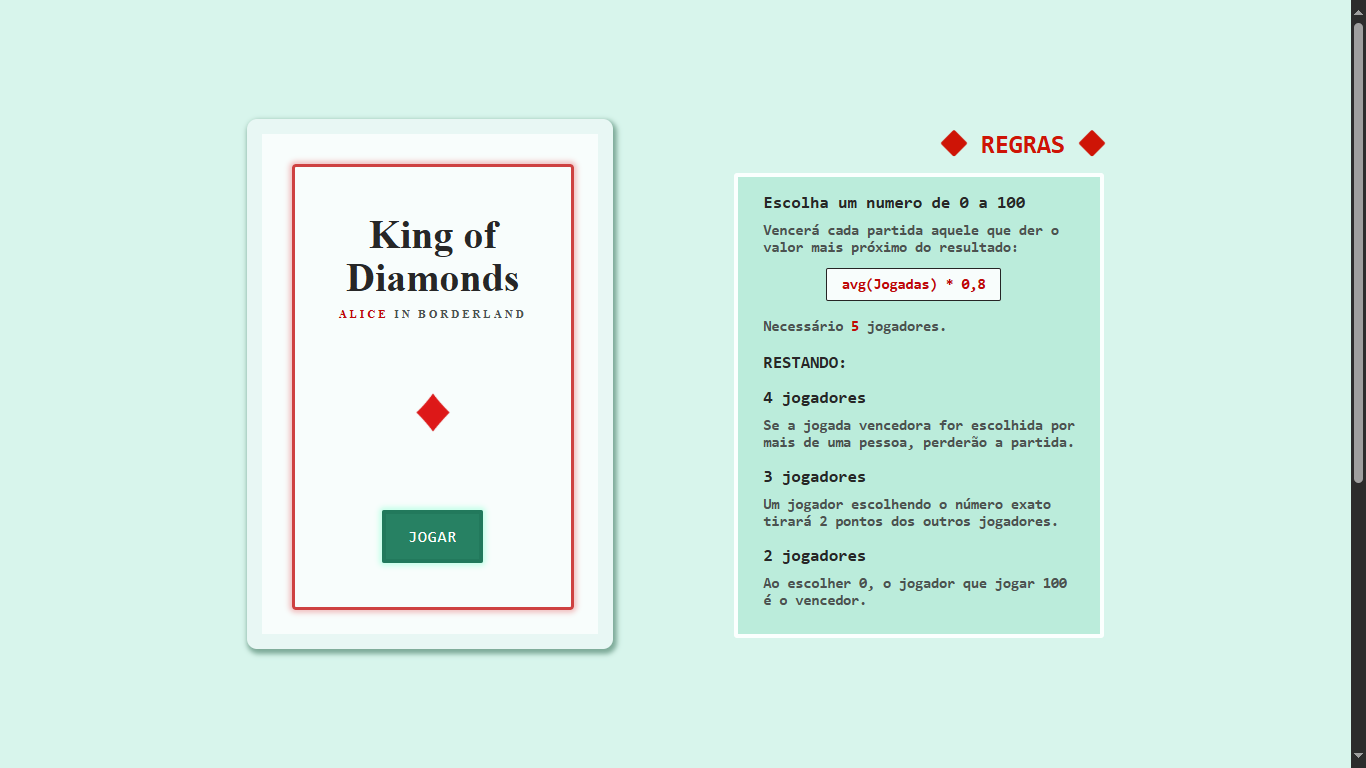 King of
Diamonds
ALICE IN BORDERLAND
JOGAR
REGRAS
Escolha um numero de 0 a 100
Vencerá cada partida aquele que der o
valor mais próximo do resultado:
avg(Jogadas) * 0,8
Necessário 5 jogadores.
RESTANDO:
4 jogadores
Se a jogada vencedora for escolhida por
mais de uma pessoa, perderão a partida.
3 jogadores
Um jogador escolhendo o número exato
tirará 2 pontos dos outros jogadores.
2 jogadores
Ao escolher 0, o jogador que jogar 100
é o vencedor.